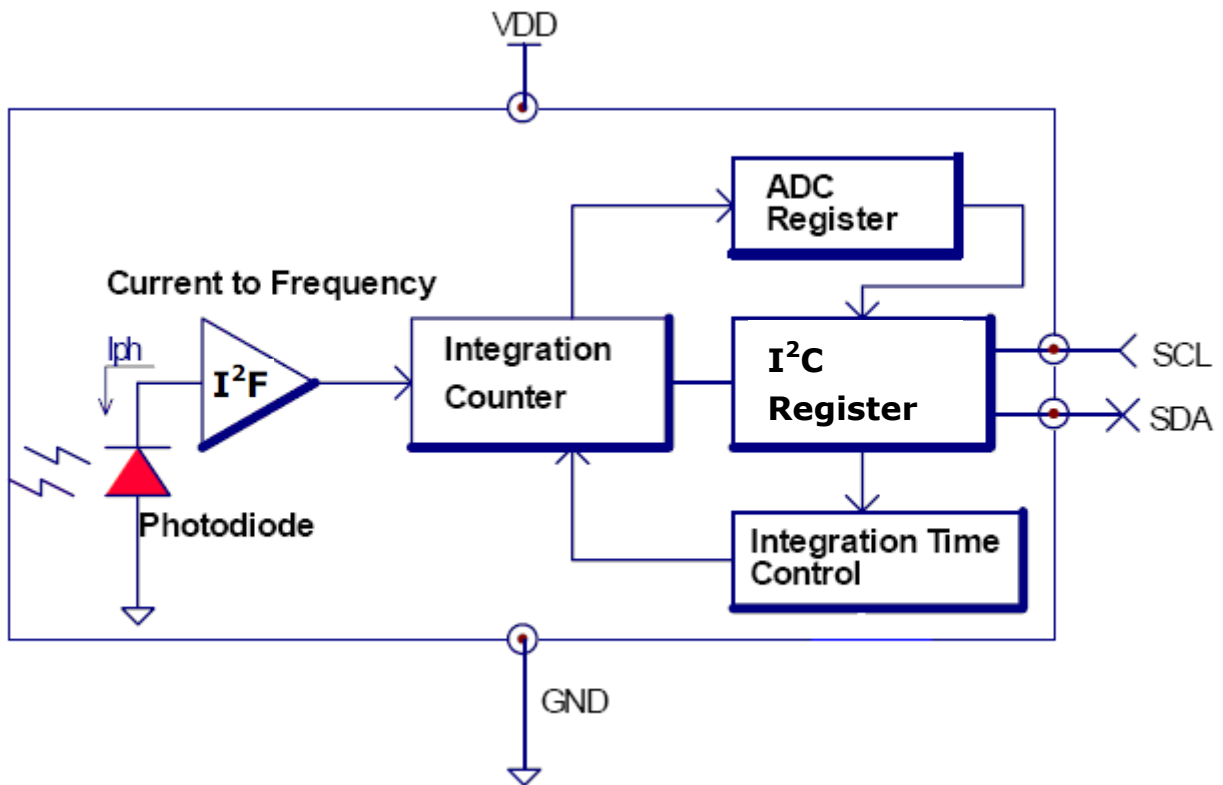 VDD
ADC
Register
Current to Frequency
Iph
I²F
Integration
Counter
I²C
Register
SCL
SDA
Photodiode
Integration Time
Control
GND